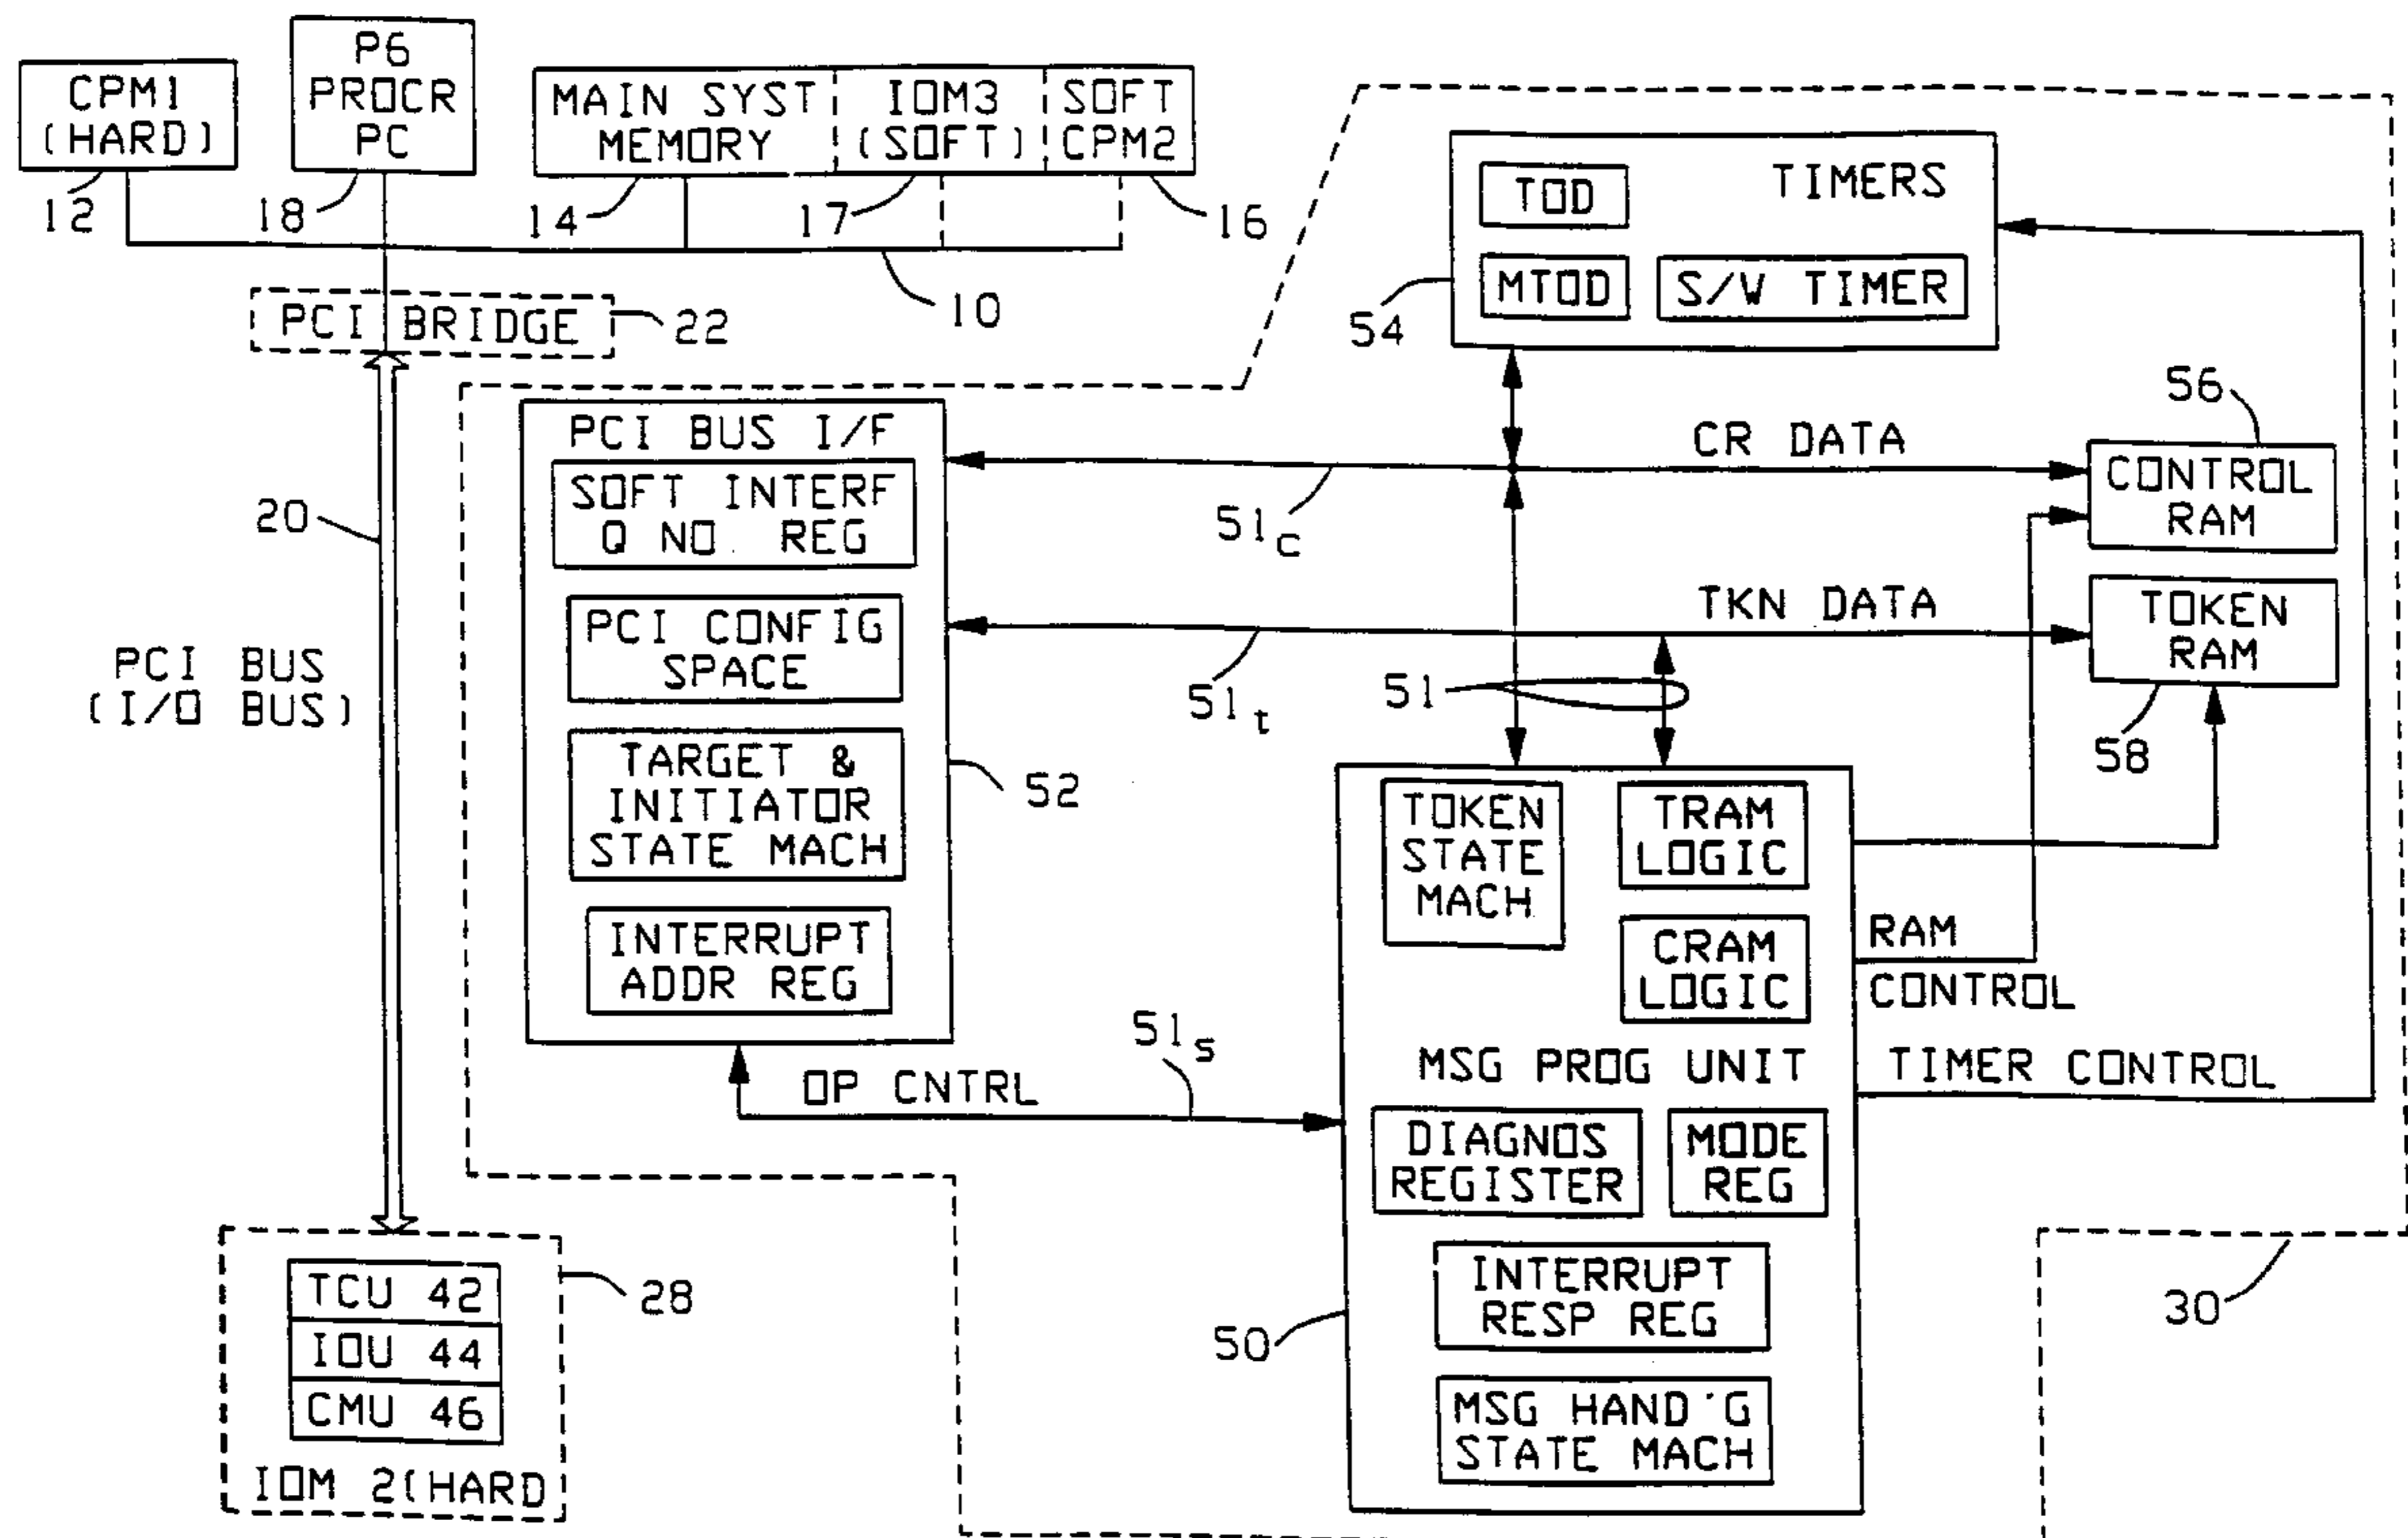 CPM1
(HARD)
12
P6
PROCR
PC
18
MAIN SYST
MEMORY
14
IOM3
(SOFT)
17
SOFT
CPM2
16
10
PCI BRIDGE
22
20
PCI BUS
(I/O BUS)
TCU 42
IOU 44
CMU 46
IOM 2(HARD
28
PCI BUS I/F
SOFT INTERF
Q NO. REG
PCI CONFIG
SPACE
TARGET &
INITIATOR
STATE MACH
INTERRUPT
ADDR REG
52
TIMERS
TOD
MTOD
S/W TIMER
54
CR DATA
51c
56
CONTROL
RAM
TKN DATA
51t
51
TOKEN
RAM
58
TOKEN
STATE
MACH
TRAM
LOGIC
CRAM
LOGIC
RAM
CONTROL
MSG PROG UNIT
TIMER CONTROL
OP CNTRL
51s
DIAGNOS
REGISTER
MODE
REG
INTERRUPT
RESP REG
MSG HAND'G
STATE MACH
50
30